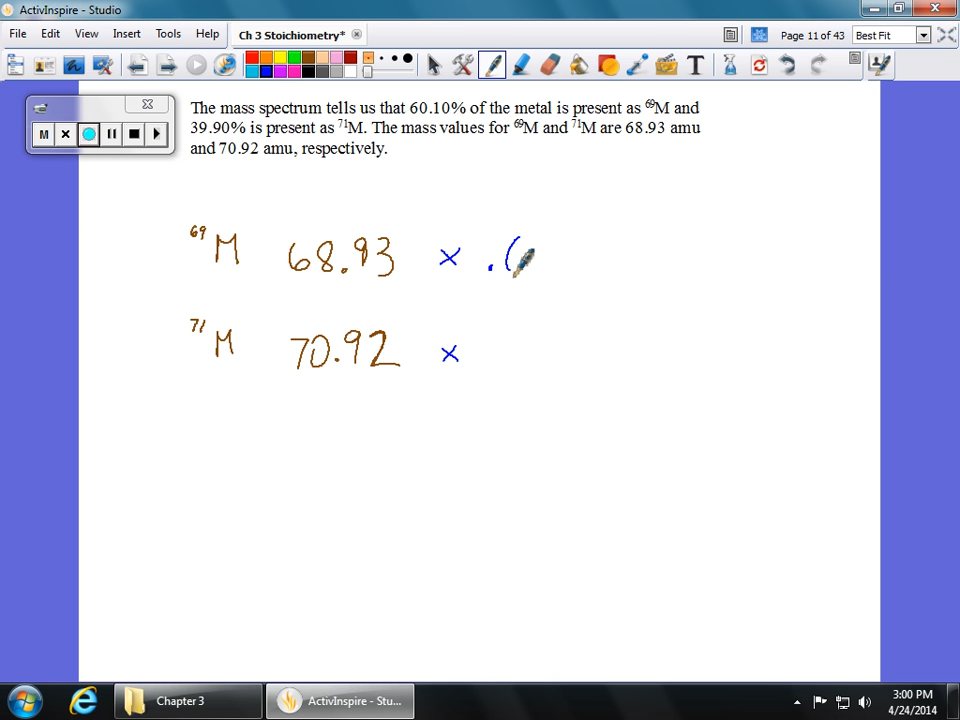 ActivInspire - Studio
File Edit View Insert Tools Help Ch 3 Stoichiometry* Page 11 of 43 Best Fit
The mass spectrum tells us that 60.10% of the metal is present as ⁶⁹M and
39.90% is present as ⁷¹M. The mass values for ⁶⁹M and ⁷¹M are 68.93 amu
and 70.92 amu, respectively.
⁶⁹M 68.93 × .(
⁷¹M 70.92 ×
Chapter 3 ActivInspire - Stu... 3:00 PM
4/24/2014